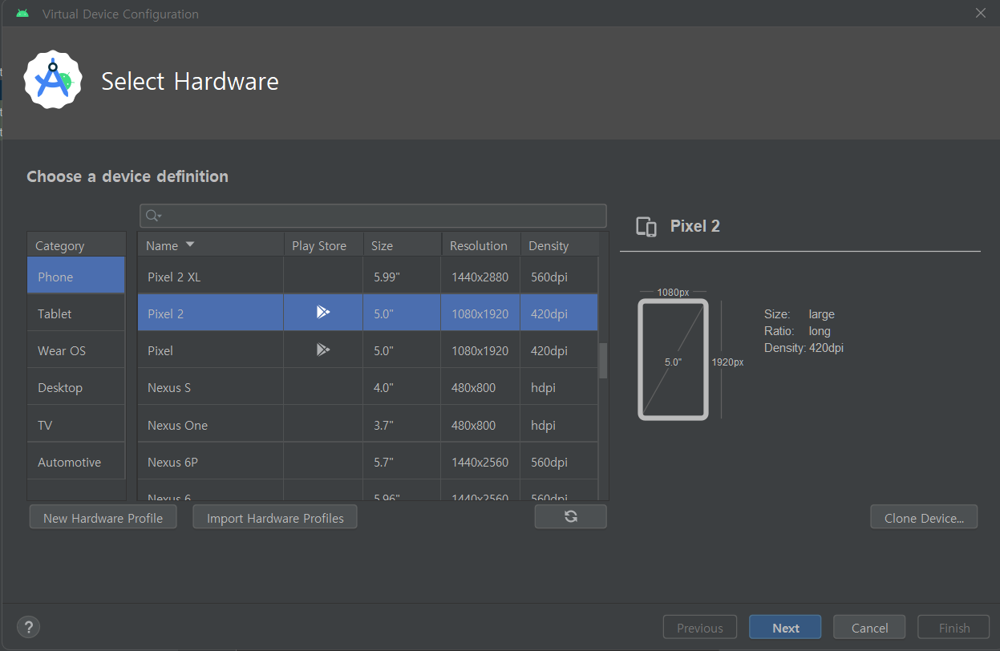 Virtual Device Configuration
Select Hardware
Choose a device definition
Category
Phone
Tablet
Wear OS
Desktop
TV
Automotive
Name Play Store Size Resolution Density
Pixel 2 XL 5.99" 1440x2880 560dpi
Pixel 2 5.0" 1080x1920 420dpi
Pixel 5.0" 1080x1920 420dpi
Nexus S 4.0" 480x800 hdpi
Nexus One 3.7" 480x800 hdpi
Nexus 6P 5.7" 1440x2560 560dpi
Nexus 6 5.96" 1440x2560 560dpi
New Hardware Profile Import Hardware Profiles
Pixel 2
1080px
5.0"
1920px
Size: large
Ratio: long
Density: 420dpi
Clone Device...
? Previous Next Cancel Finish